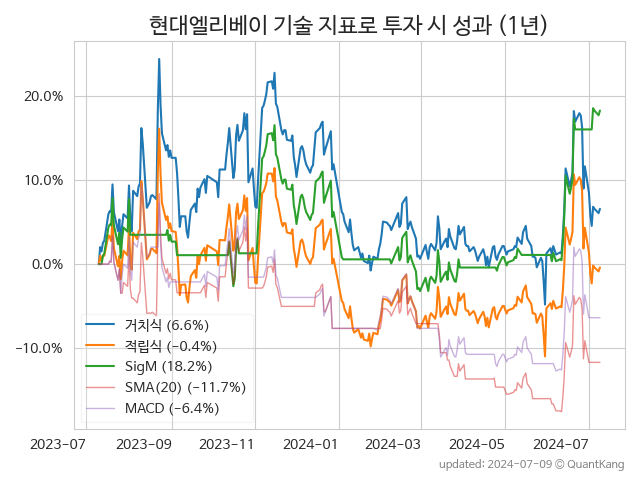 현대엘리베이 기술 지표로 투자 시 성과 (1년)
20.0%
10.0%
0.0%
−10.0%
거치식 (6.6%)
적립식 (−0.4%)
SigM (18.2%)
SMA(20) (−11.7%)
MACD (−6.4%)
2023-07 2023-09 2023-11 2024-01 2024-03 2024-05 2024-07
updated: 2024-07-09 © QuantKang